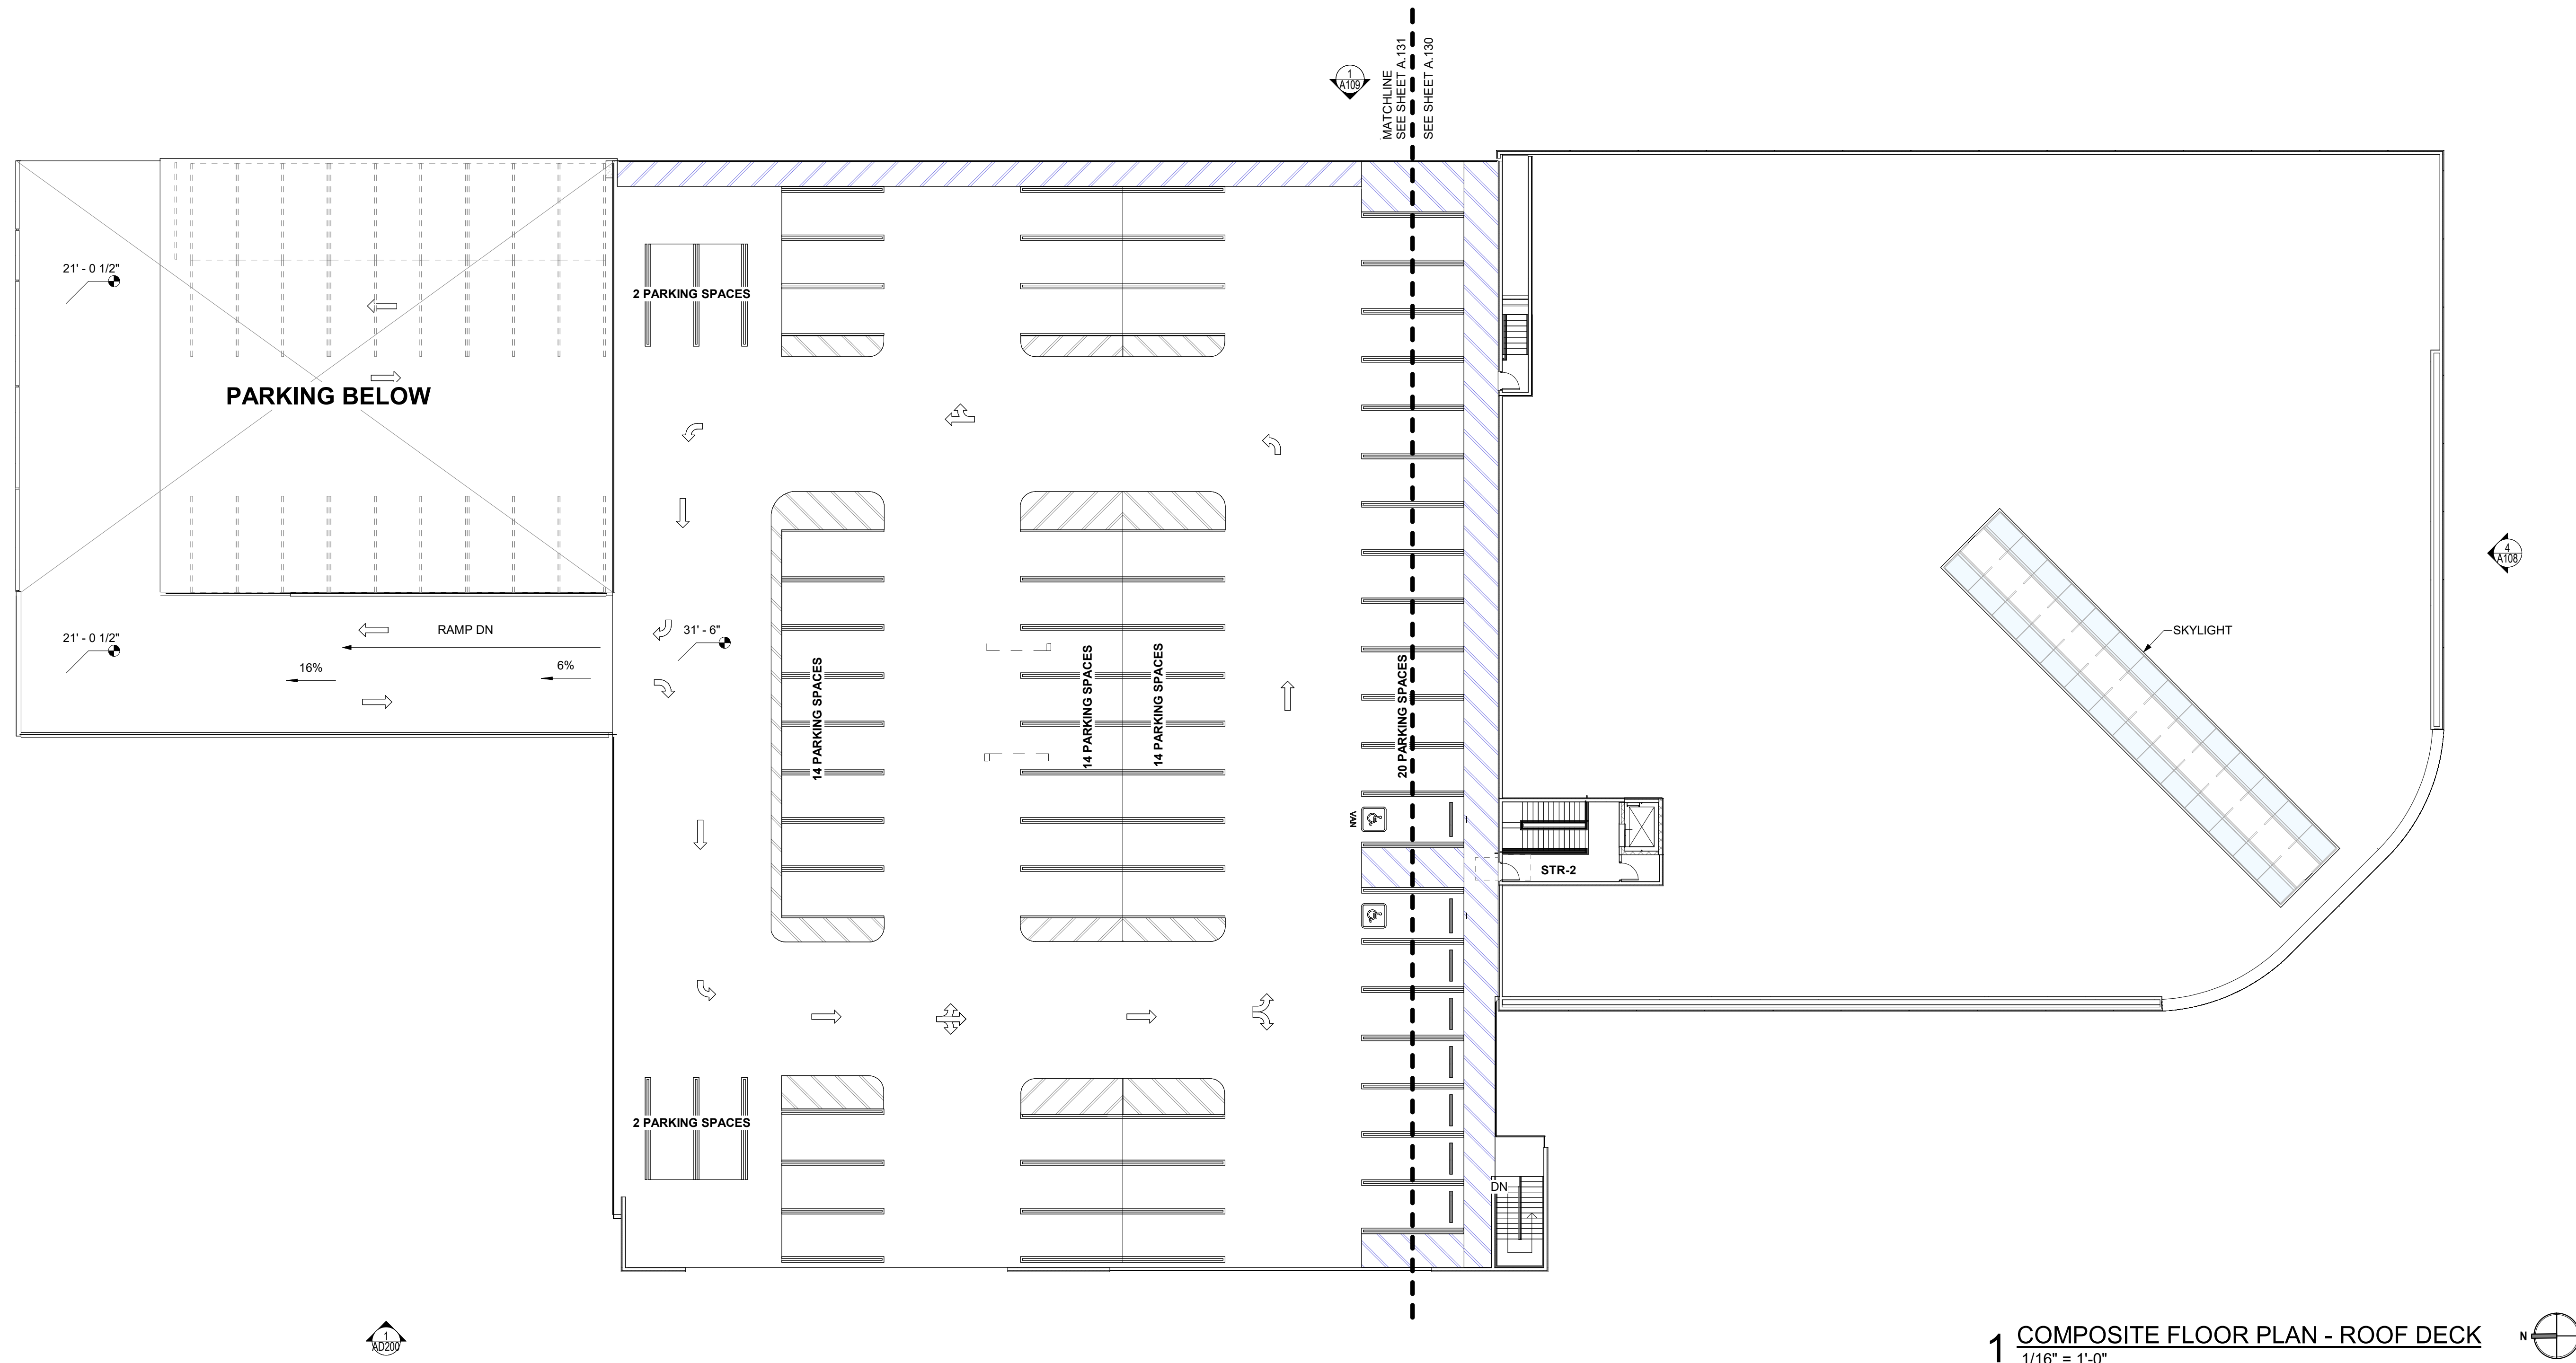 MATCHLINE
SEE SHEET A.131
SEE SHEET A.130
1
A109
21' - 0 1/2"
2 PARKING SPACES
PARKING BELOW
4
A108
21' - 0 1/2"
RAMP DN
31' - 6"
SKYLIGHT
16%
6%
14 PARKING SPACES
14 PARKING SPACES
14 PARKING SPACES
20 PARKING SPACES
VAN
STR-2
2 PARKING SPACES
DN
1
AD200
1 COMPOSITE FLOOR PLAN - ROOF DECK
1/16" = 1'-0"
N